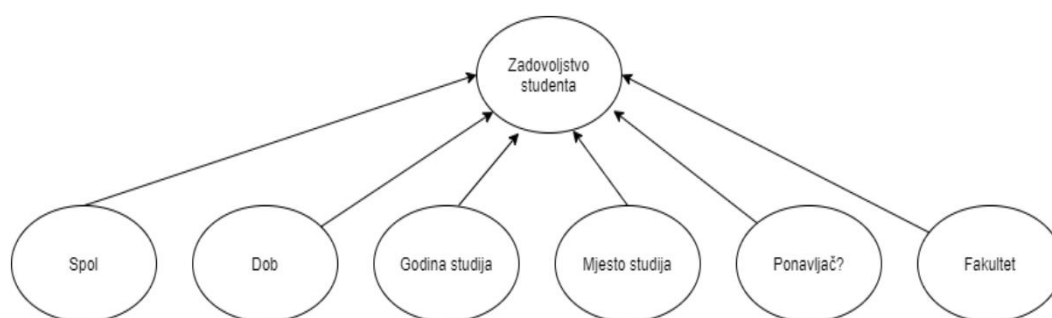 Zadovoljstvo
studenta
Spol
Dob
Godina studija
Mjesto studija
Ponavljač?
Fakultet